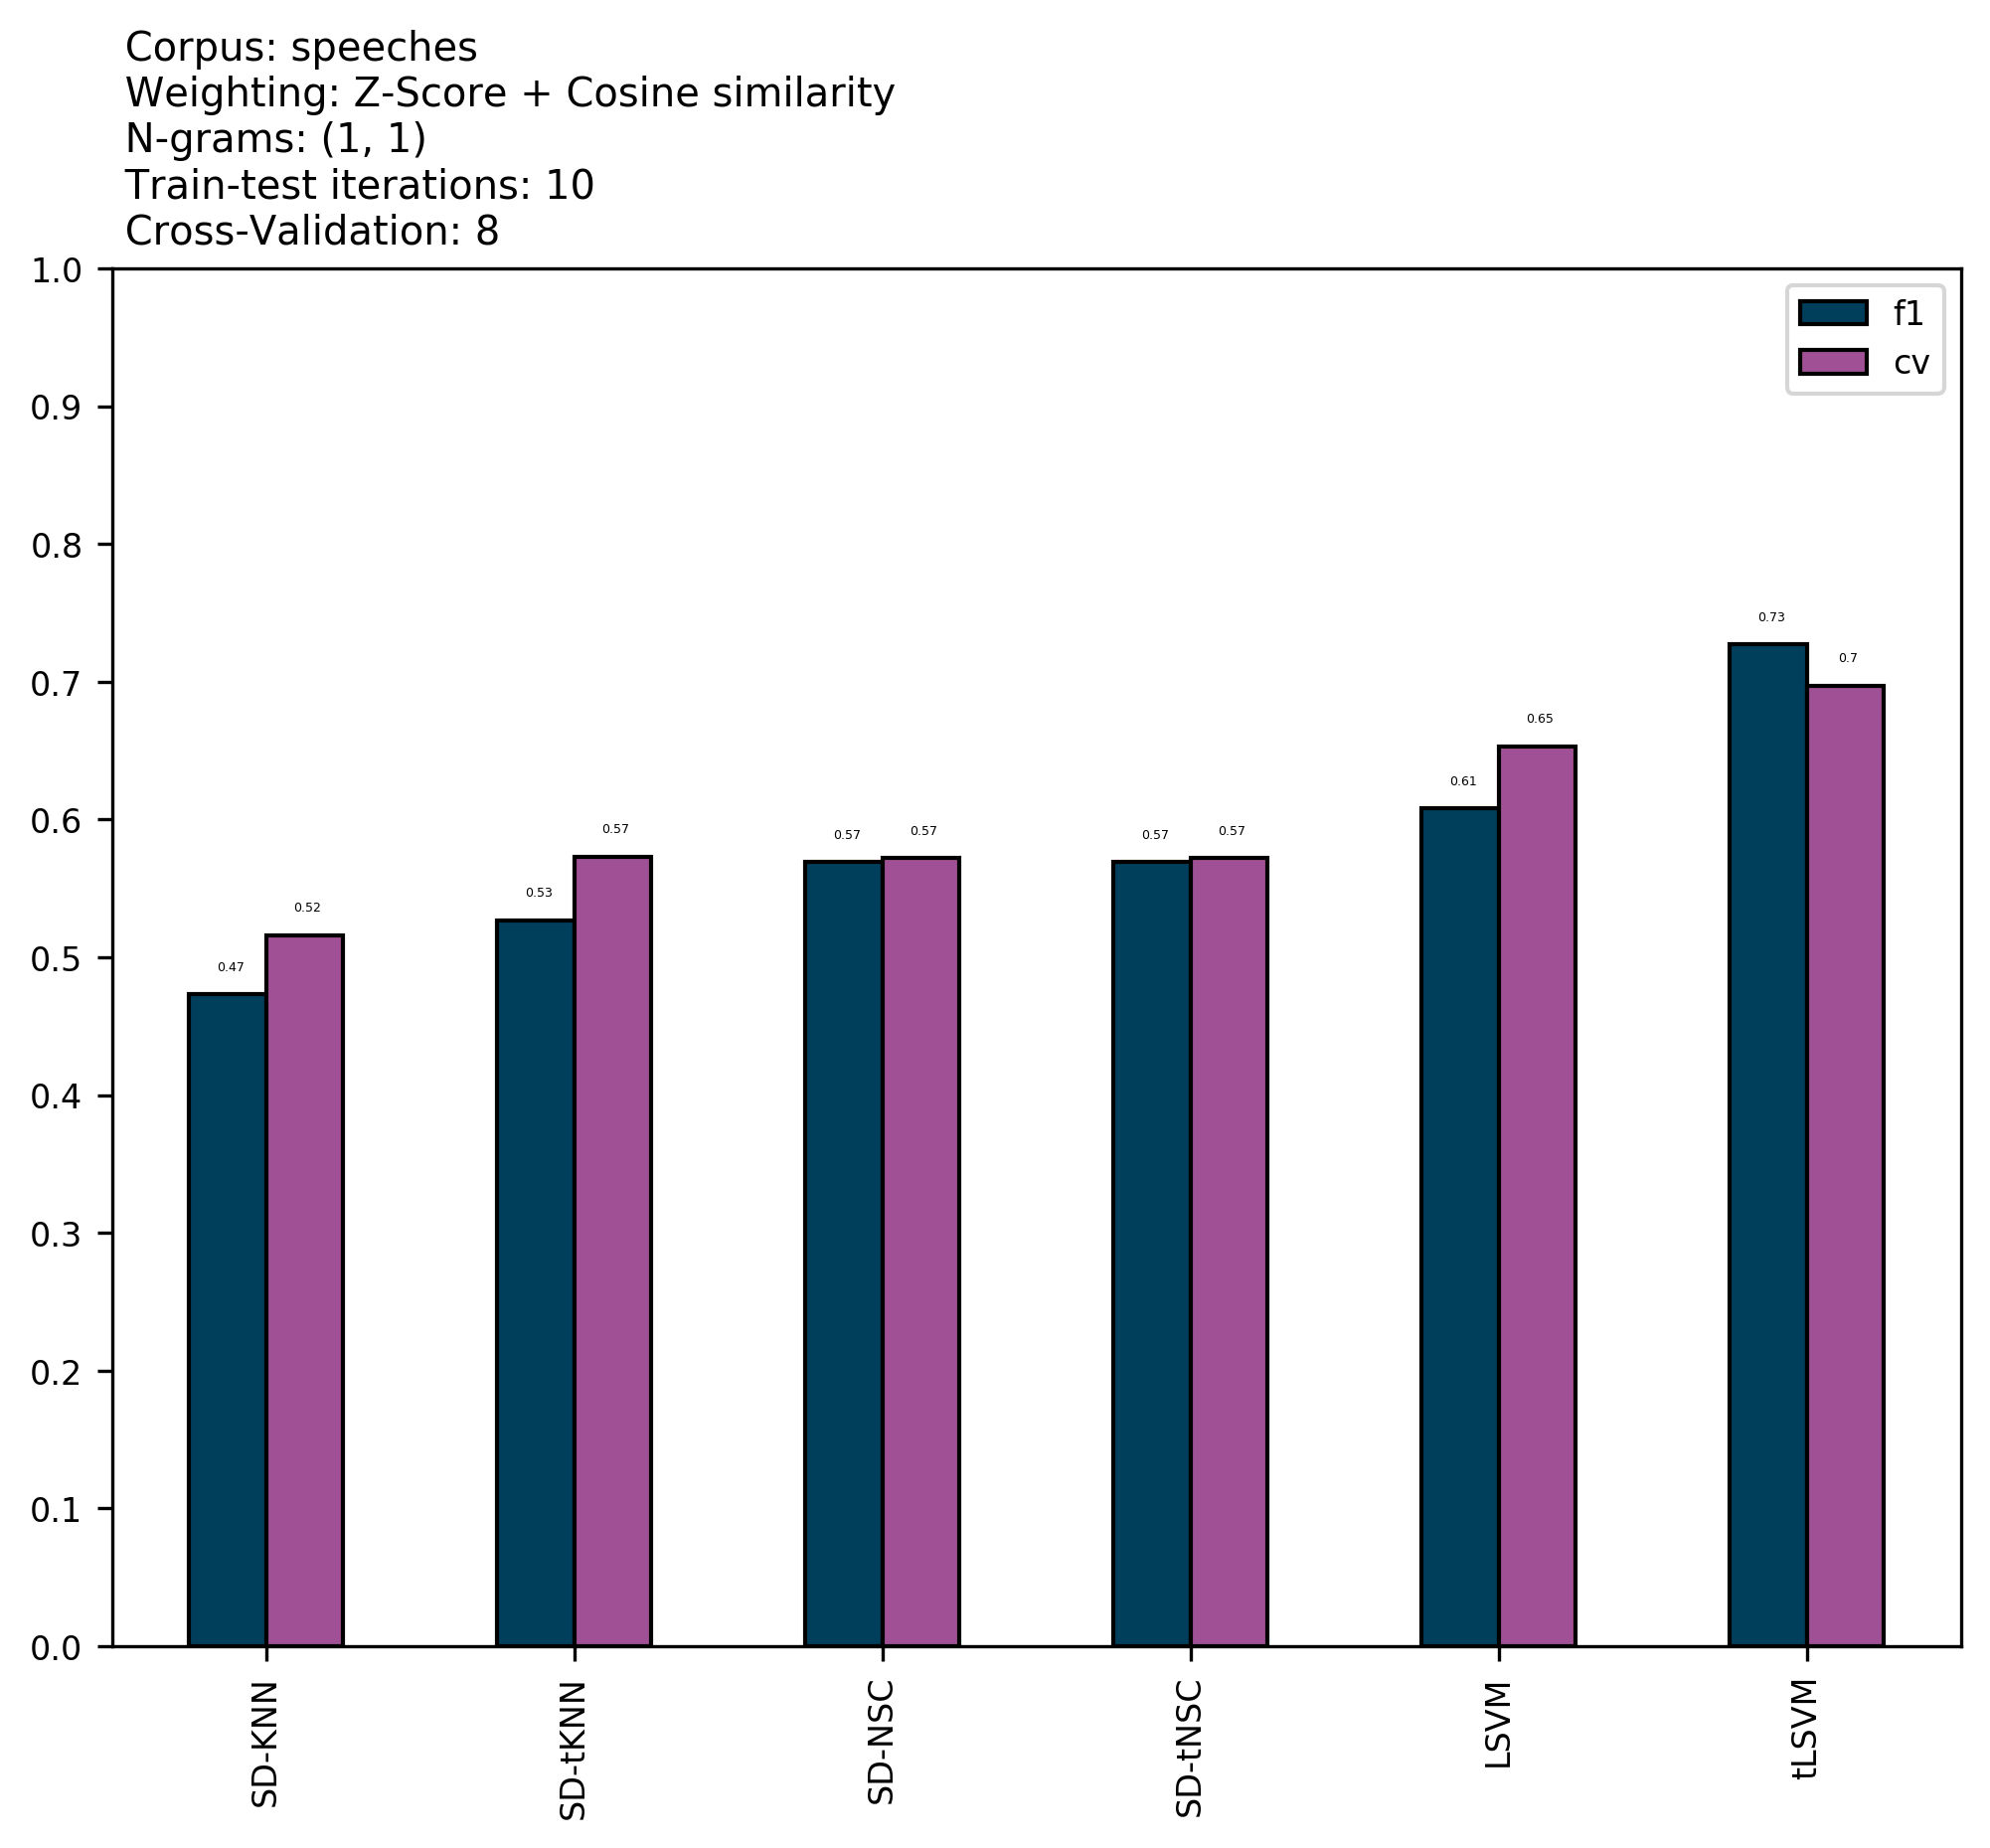 Corpus: speeches
Weighting: Z-Score + Cosine similarity
N-grams: (1, 1)
Train-test iterations: 10
Cross-Validation: 8
1.0
0.9
0.8
0.7
0.6
0.5
0.4
0.3
0.2
0.1
0.0
f1
cv
0.47
0.52
0.53
0.57
0.57
0.57
0.57
0.57
0.61
0.65
0.73
0.7
SD-KNN
SD-tKNN
SD-NSC
SD-tNSC
LSVM
tLSVM